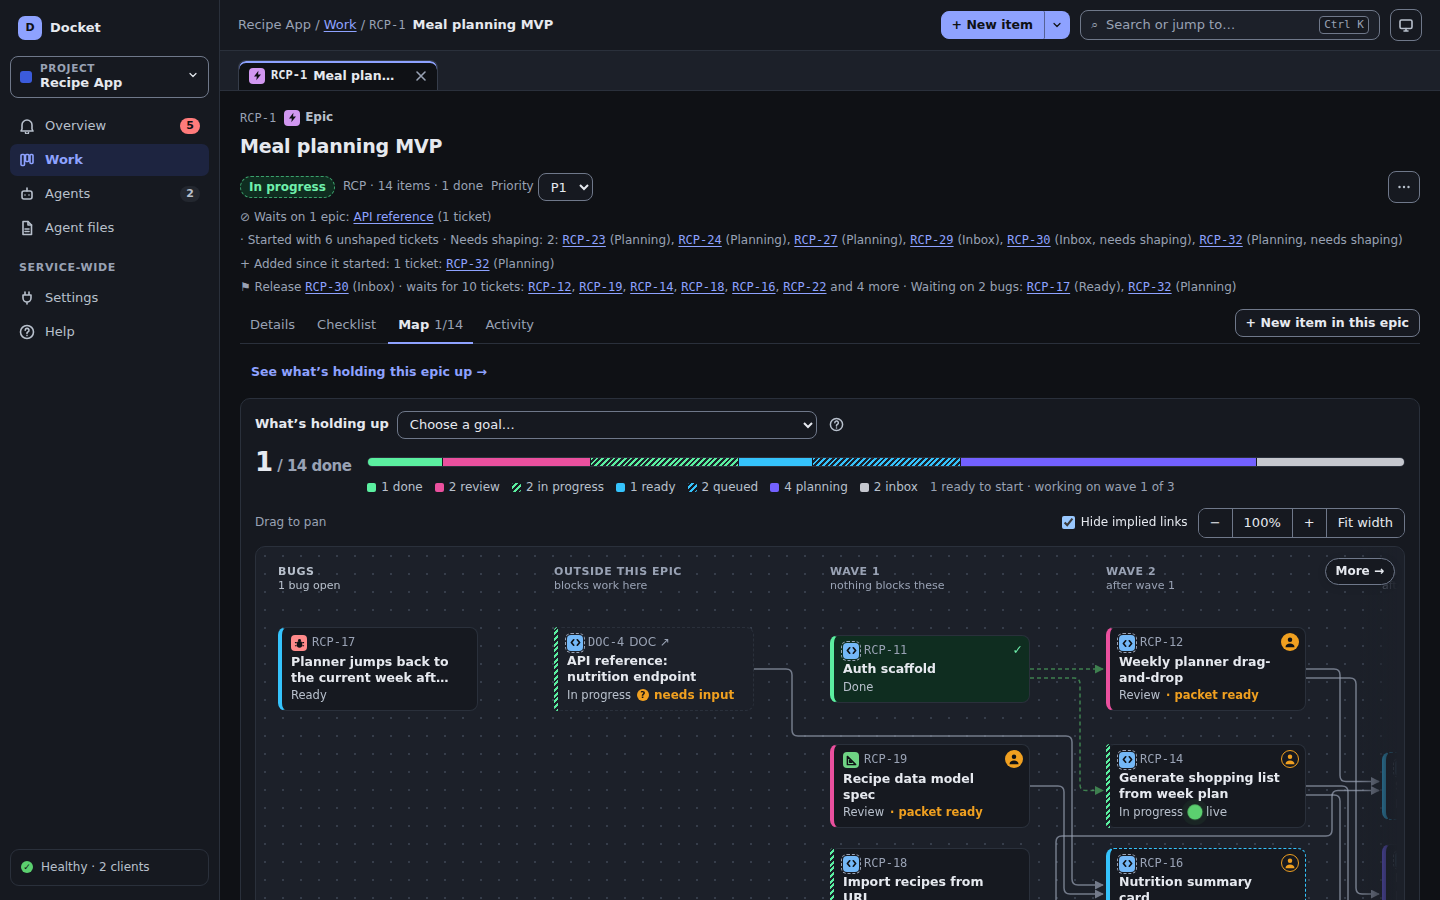 D Docket
PROJECT
Recipe App
Overview 5
Work
Agents 2
Agent files
SERVICE-WIDE
Settings
Help
Healthy · 2 clients
Recipe App / Work / RCP-1 Meal planning MVP
+ New item
Search or jump to… Ctrl K
RCP-1 Meal plan…
RCP-1 Epic
Meal planning MVP
In progress RCP · 14 items · 1 done Priority P1
⊘ Waits on 1 epic: API reference (1 ticket)
· Started with 6 unshaped tickets · Needs shaping: 2: RCP-23 (Planning), RCP-24 (Planning), RCP-27 (Planning), RCP-29 (Inbox), RCP-30 (Inbox, needs shaping), RCP-32 (Planning, needs shaping)
+ Added since it started: 1 ticket: RCP-32 (Planning)
⚑ Release RCP-30 (Inbox) · waits for 10 tickets: RCP-12, RCP-19, RCP-14, RCP-18, RCP-16, RCP-22 and 4 more · Waiting on 2 bugs: RCP-17 (Ready), RCP-32 (Planning)
Details Checklist Map 1/14 Activity
+ New item in this epic
See what’s holding this epic up →
What’s holding up Choose a goal…
1 / 14 done
1 done 2 review 2 in progress 1 ready 2 queued 4 planning 2 inbox 1 ready to start · working on wave 1 of 3
Drag to pan
Hide implied links − 100% + Fit width
BUGS
1 bug open
OUTSIDE THIS EPIC
blocks work here
WAVE 1
nothing blocks these
WAVE 2
after wave 1
More →
RCP-17
Planner jumps back to
the current week aft…
Ready
DOC-4 DOC ↗
API reference:
nutrition endpoint
In progress ? needs input
RCP-11 ✓
Auth scaffold
Done
RCP-12
Weekly planner drag-
and-drop
Review · packet ready
RCP-19
Recipe data model
spec
Review · packet ready
RCP-14
Generate shopping list
from week plan
In progress live
RCP-18
Import recipes from
URL
RCP-16
Nutrition summary
card